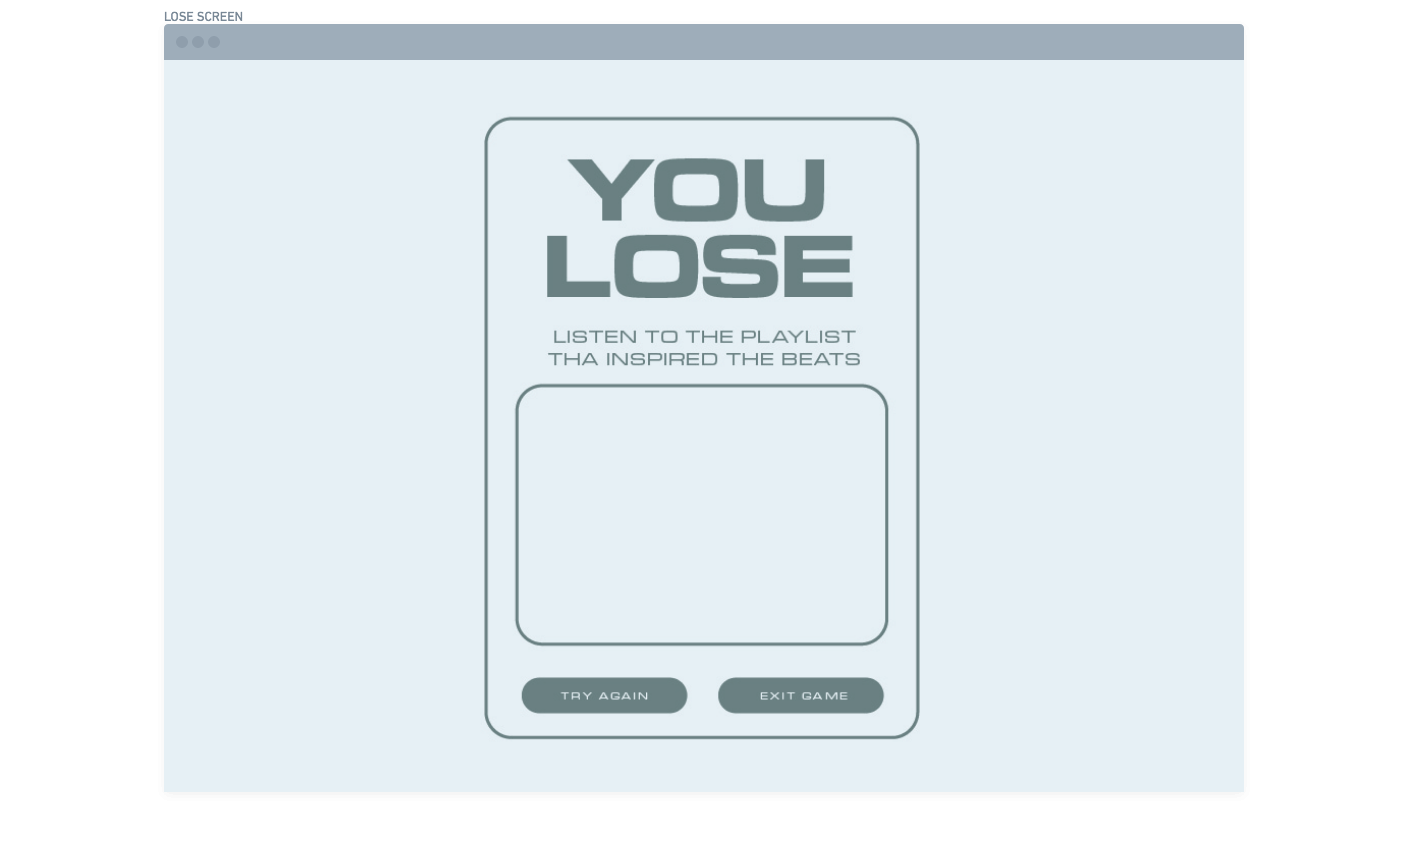 LOSE SCREEN
YOU
LOSE
LISTEN TO THE PLAYLIST
THA INSPIRED THE BEATS
TRY AGAIN
EXIT GAME